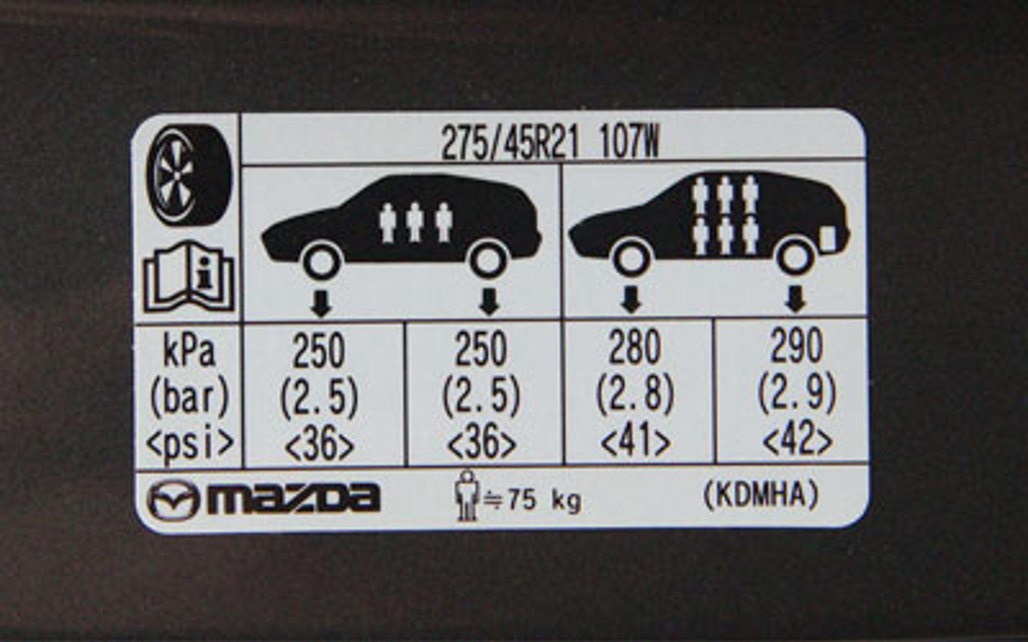 275/45R21 107W
i
kPa 250 250 280 290
(bar) (2.5) (2.5) (2.8) (2.9)
<psi> <36> <36> <41> <42>
mazda ≒75 kg (KDMHA)